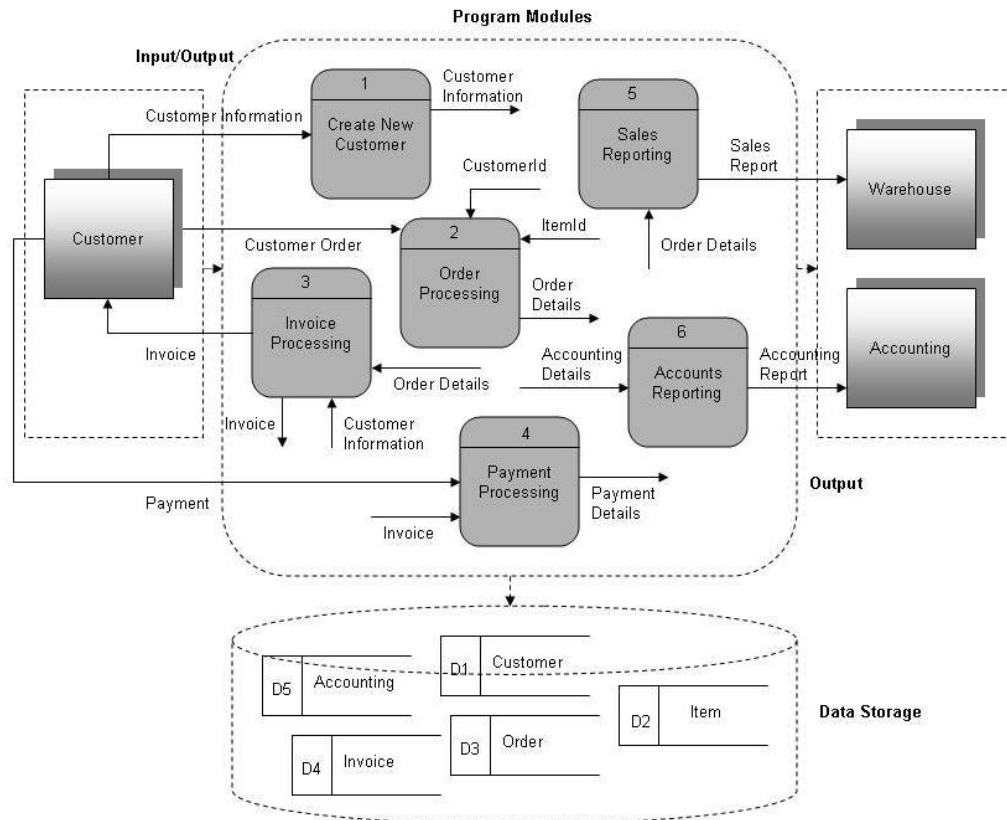 Program Modules
Input/Output
1
Create New
Customer
Customer
Information
Customer Information
5
Sales
Reporting
Sales
Report
Warehouse
CustomerId
Customer
Customer Order
2
Order
Processing
ItemId
Order Details
3
Invoice
Processing
Order
Details
Invoice
Order Details
Accounting
Details
6
Accounts
Reporting
Accounting
Report
Accounting
Invoice
Customer
Information
4
Payment
Processing
Payment
Details
Output
Payment
Invoice
D1
Customer
D5
Accounting
D2
Item
Data Storage
D3
Order
D4
Invoice